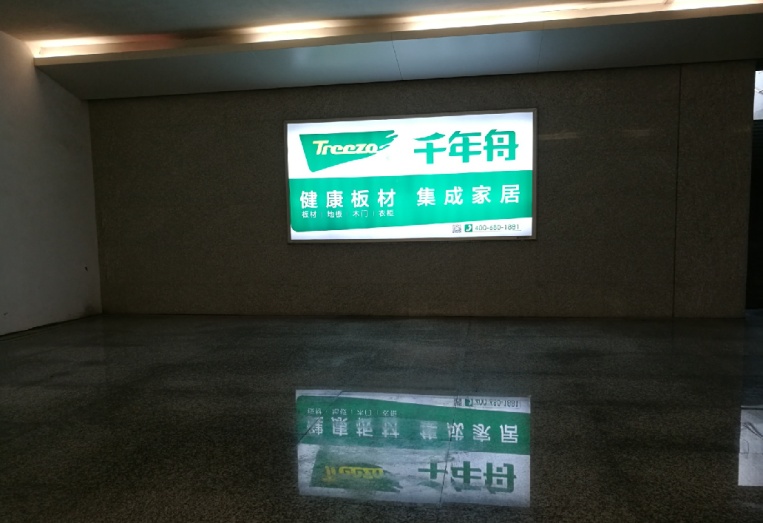 Treezo 千年舟
健康板材 集成家居
板材 地板 木门 衣柜
400-650-1881